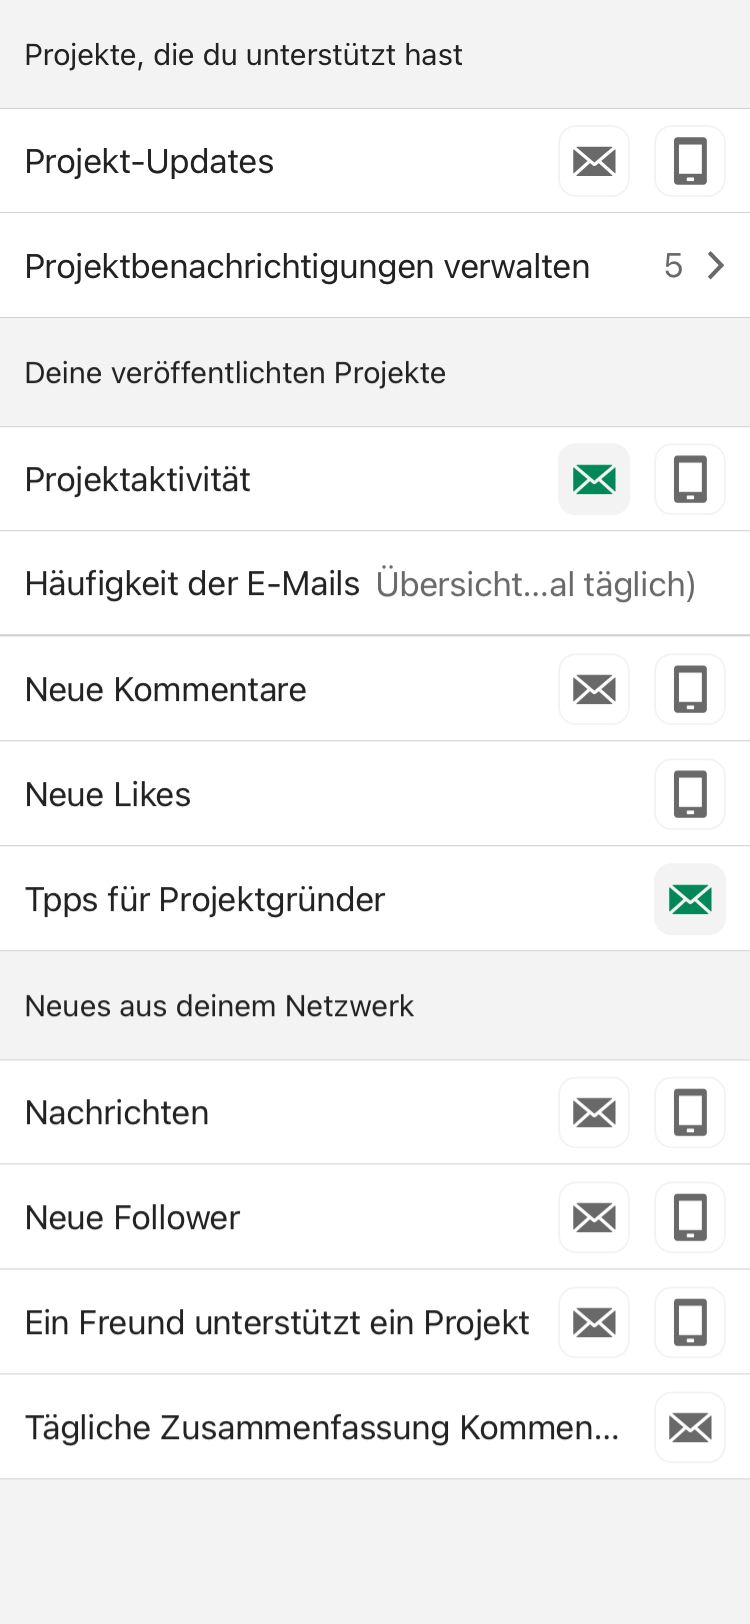 Projekte, die du unterstützt hast
Projekt-Updates
Projektbenachrichtigungen verwalten 5
Deine veröffentlichten Projekte
Projektaktivität
Häufigkeit der E-Mails Übersicht...al täglich)
Neue Kommentare
Neue Likes
Tpps für Projektgründer
Neues aus deinem Netzwerk
Nachrichten
Neue Follower
Ein Freund unterstützt ein Projekt
Tägliche Zusammenfassung Kommen...